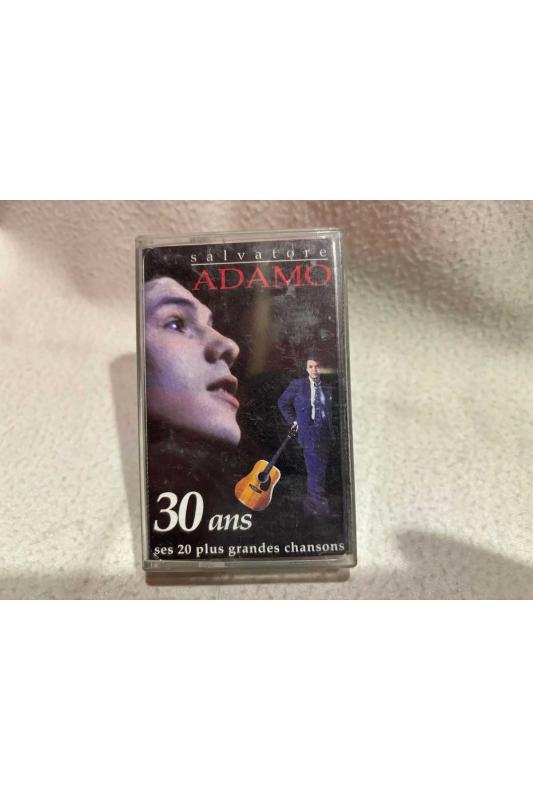 salvatore
ADAMO
30 ans
ses 20 plus grandes chansons